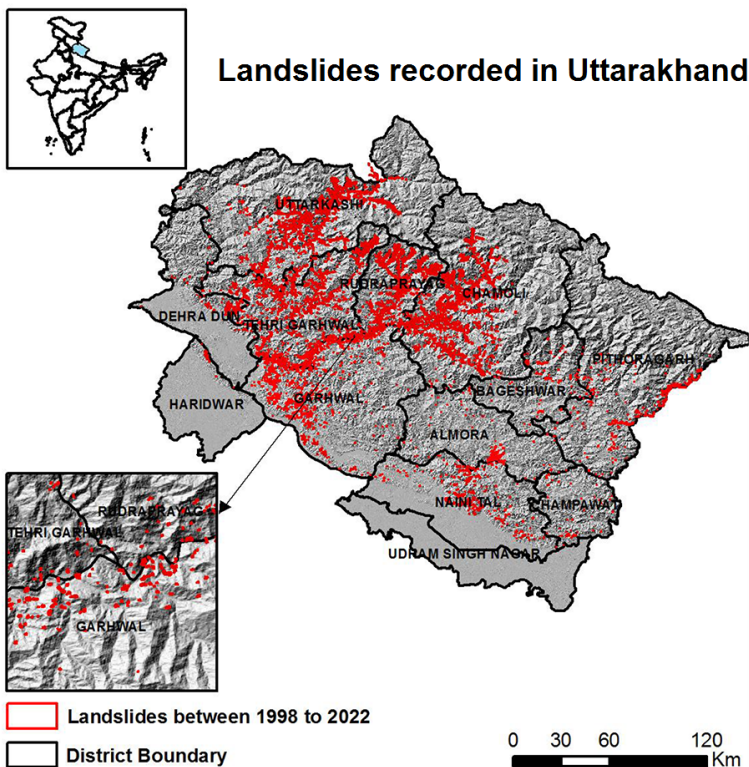 Landslides recorded in Uttarakhand
UTTARKASHI
RUDRAPRAYAG
CHAMOLI
DEHRA DUN
TEHRI GARHWAL
PITHORAGARH
HARIDWAR
GARHWAL
BAGESHWAR
ALMORA
NAINI TAL
HAMPAWAT
UDRAM SINGH NAGAR
RUDRAPRAYAG
TEHRI GARHWAL
GARHWAL
Landslides between 1998 to 2022
District Boundary
0 30 60 120
Km